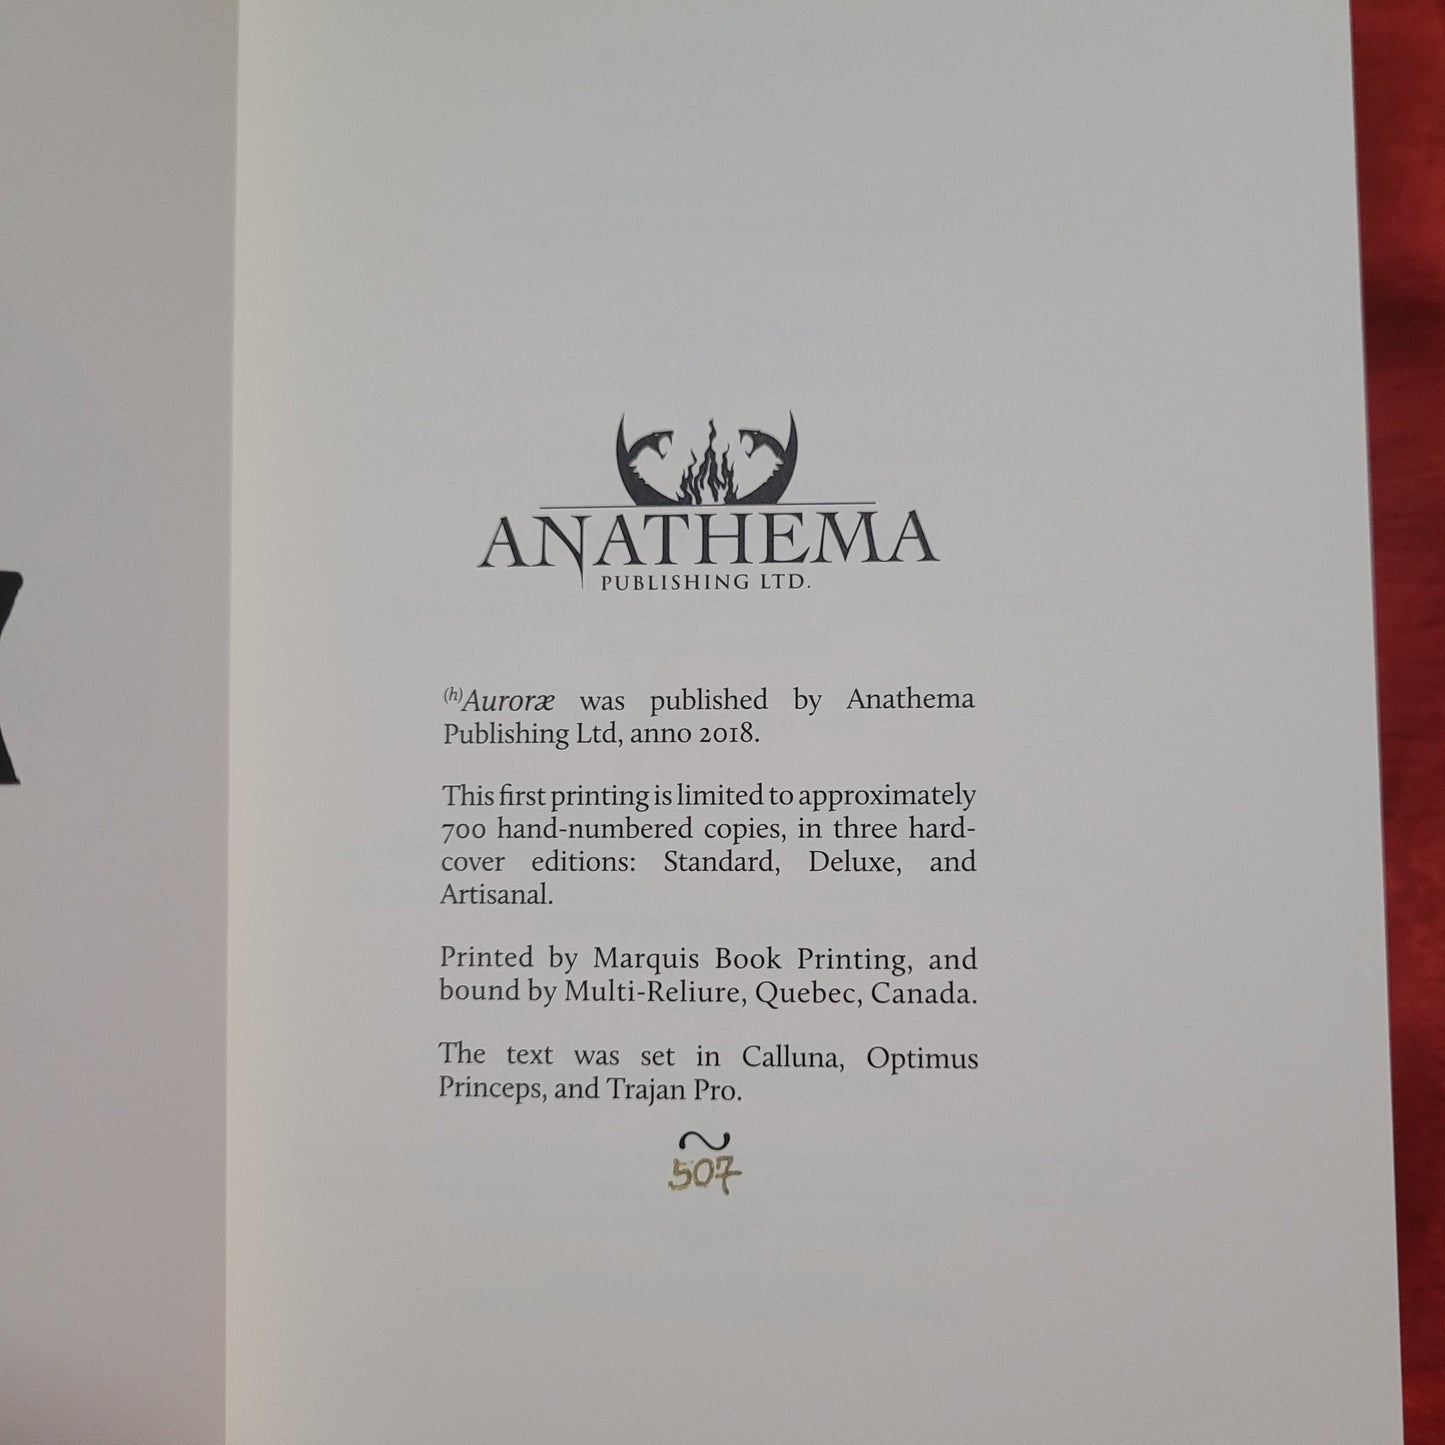 ANATHEMA
PUBLISHING LTD.
(h)Auroræ was published by Anathema
Publishing Ltd, anno 2018.
This first printing is limited to approximately
700 hand-numbered copies, in three hard-
cover editions: Standard, Deluxe, and
Artisanal.
Printed by Marquis Book Printing, and
bound by Multi-Reliure, Quebec, Canada.
The text was set in Calluna, Optimus
Princeps, and Trajan Pro.
~
507